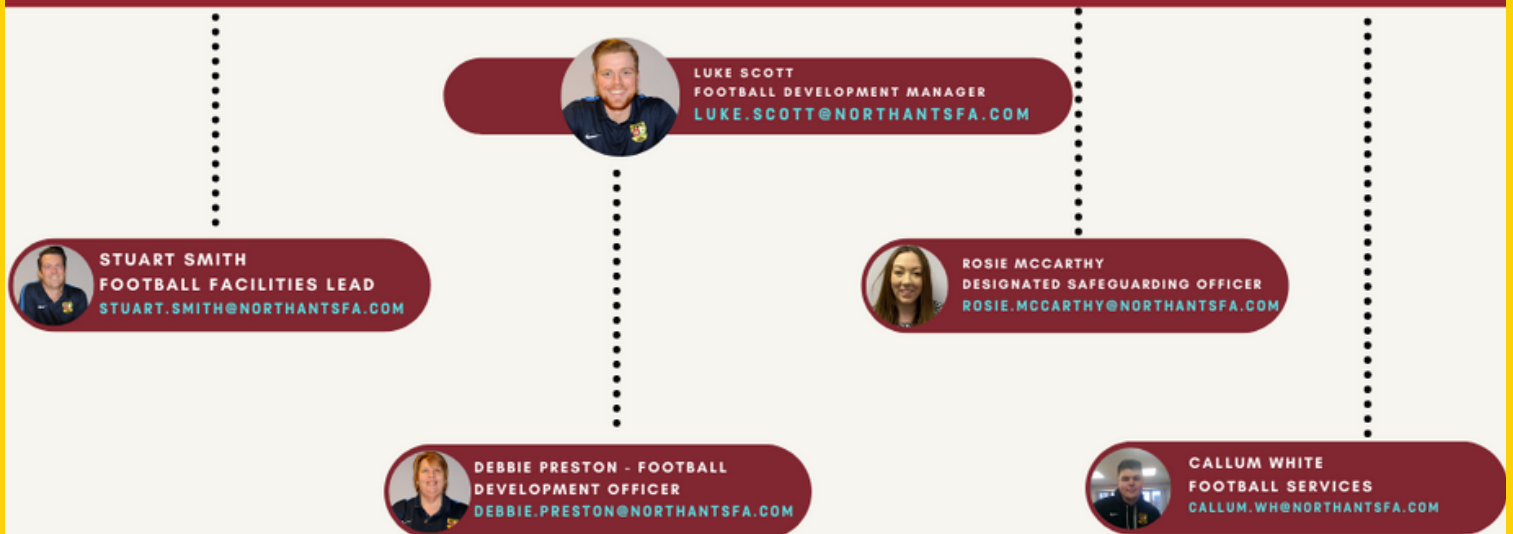 LUKE SCOTT
FOOTBALL DEVELOPMENT MANAGER
LUKE.SCOTT@NORTHANTSFA.COM
STUART SMITH
FOOTBALL FACILITIES LEAD
STUART.SMITH@NORTHANTSFA.COM
ROSIE MCCARTHY
DESIGNATED SAFEGUARDING OFFICER
ROSIE.MCCARTHY@NORTHANTSFA.COM
DEBBIE PRESTON - FOOTBALL
DEVELOPMENT OFFICER
DEBBIE.PRESTON@NORTHANTSFA.COM
CALLUM WHITE
FOOTBALL SERVICES
CALLUM.WH@NORTHANTSFA.COM